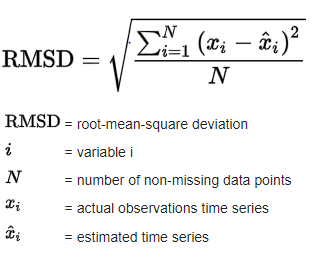 RMSD = √( ∑_{i=1}^{N} (x_i − x̂_i)² / N )
RMSD = root-mean-square deviation
i = variable i
N = number of non-missing data points
x_i = actual observations time series
x̂_i = estimated time series